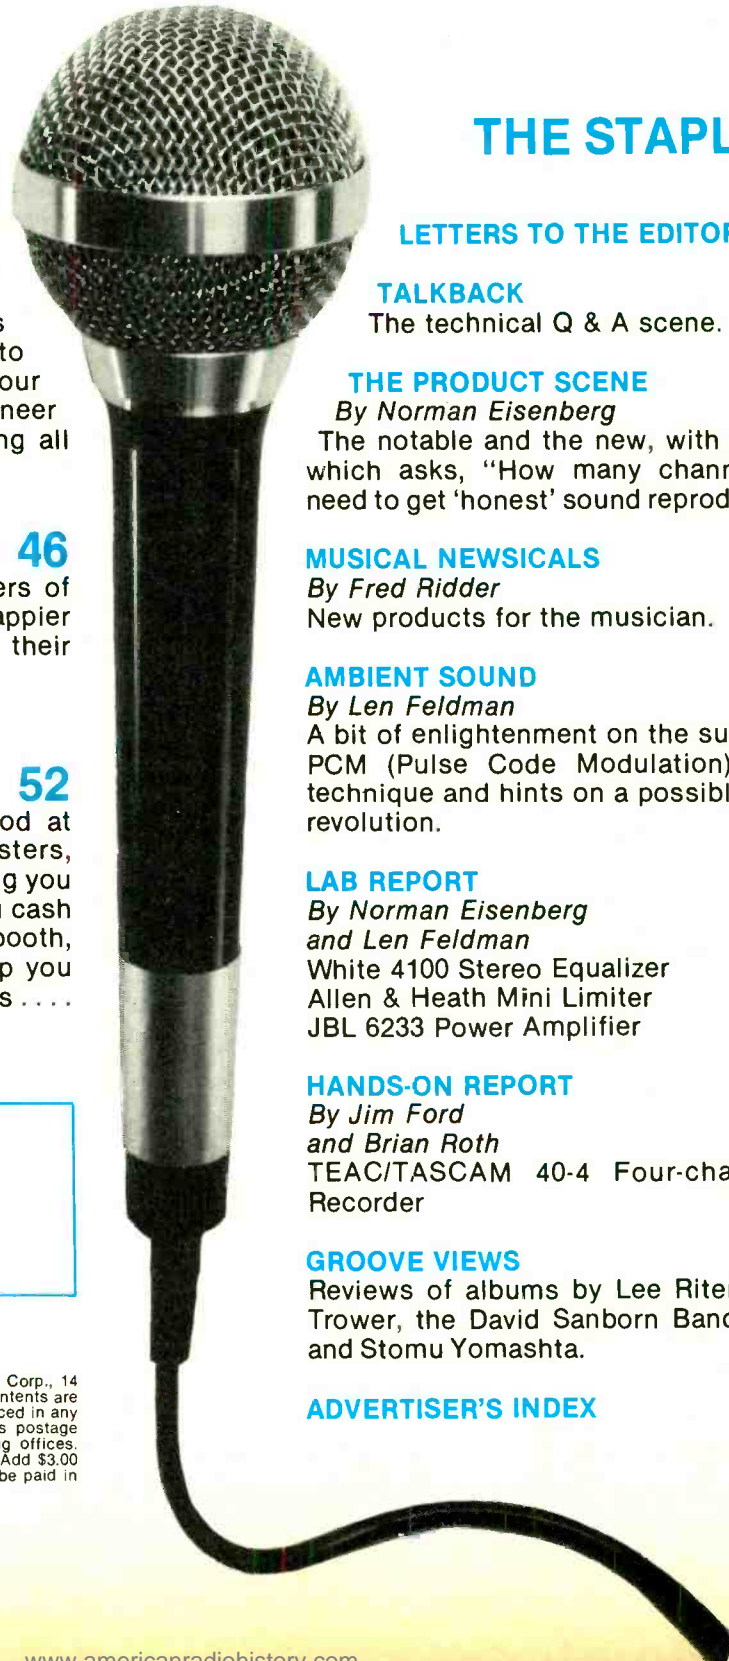 s
to
our
neer
ng all
46
ers of
appier
their
52
od at
sters,
g you
cash
booth,
p you
s ....
Corp., 14
ntents are
ced in any
s postage
g offices.
Add $3.00
be paid in
THE STAPL
LETTERS TO THE EDITOR
TALKBACK
The technical Q & A scene.
THE PRODUCT SCENE
By Norman Eisenberg
The notable and the new, with
which asks, "How many chann
need to get 'honest' sound reprod
MUSICAL NEWSICALS
By Fred Ridder
New products for the musician.
AMBIENT SOUND
By Len Feldman
A bit of enlightenment on the su
PCM (Pulse Code Modulation)
technique and hints on a possibl
revolution.
LAB REPORT
By Norman Eisenberg
and Len Feldman
White 4100 Stereo Equalizer
Allen & Heath Mini Limiter
JBL 6233 Power Amplifier
HANDS-ON REPORT
By Jim Ford
and Brian Roth
TEAC/TASCAM 40-4 Four-cha
Recorder
GROOVE VIEWS
Reviews of albums by Lee Riter
Trower, the David Sanborn Band
and Stomu Yomashta.
ADVERTISER'S INDEX
www.americanradiohistory.com